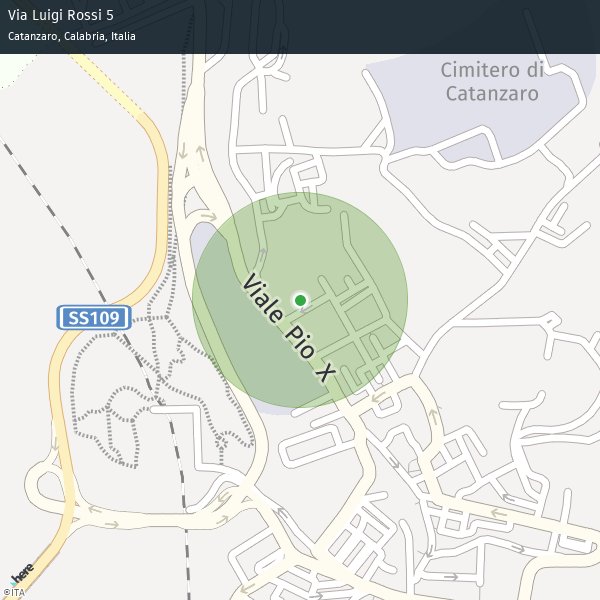 Via Luigi Rossi 5
Catanzaro, Calabria, Italia
Cimitero di
Catanzaro
Viale Pio X
SS109
here
©ITA